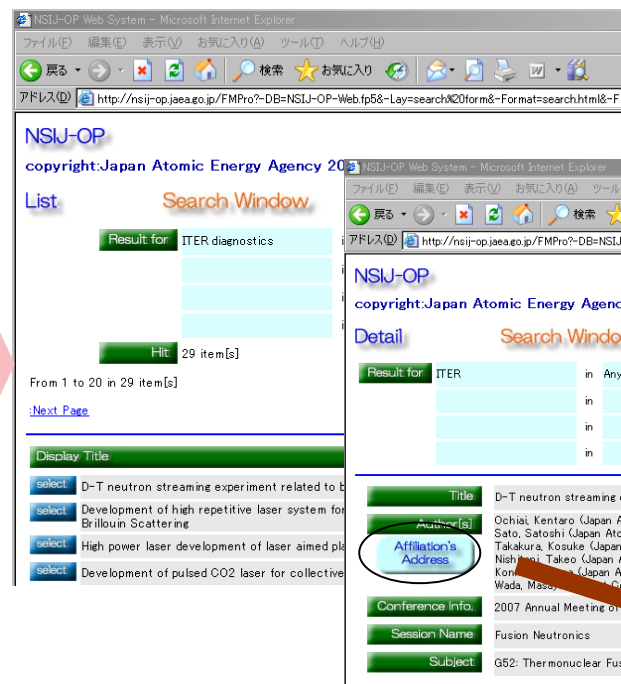 NSIJ-OP Web System - Microsoft Internet Explorer
ファイル(F) 編集(E) 表示(V) お気に入り(A) ツール(T) ヘルプ(H)
戻る 検索 お気に入り
アドレス(D) http://nsij-op.jaea.go.jp/FMPro?-DB=NSIJ-OP-Web.fp5&-Lay=search%20form&-Format=search.html&-F
NSIJ-OP
copyright:Japan Atomic Energy Agency 20
List Search Window
Result for ITER diagnostics
Hit 29 item[s]
From 1 to 20 in 29 item[s]
:Next Page
Display Title
select D-T neutron streaming experiment related to b
select Development of high repetitive laser system for
Brillouin Scattering
select High power laser development of laser aimed pla
select Development of pulsed CO2 laser for collective
NSIJ-OP Web System - Microsoft Internet Explorer
ファイル(F) 編集(E) 表示(V) お気に入り(A) ツール
戻る 検索
アドレス(D) http://nsij-op.jaea.go.jp/FMPro?-DB=NSIJ
NSIJ-OP
copyright:Japan Atomic Energy Agenc
Detail Search Windo
Result for ITER in Any
in
in
in
Title D-T neutron streaming
Author[s] Ochiai, Kentaro (Japan A
Sato, Satoshi (Japan Ato
Affiliation's Address
Takakura, Kosuke (Japan
Takeo (Japan A
(Japan A
Wada,
Conference Info. 2007 Annual Meeting of
Session Name Fusion Neutronics
Subject G52: Thermonuclear Fus